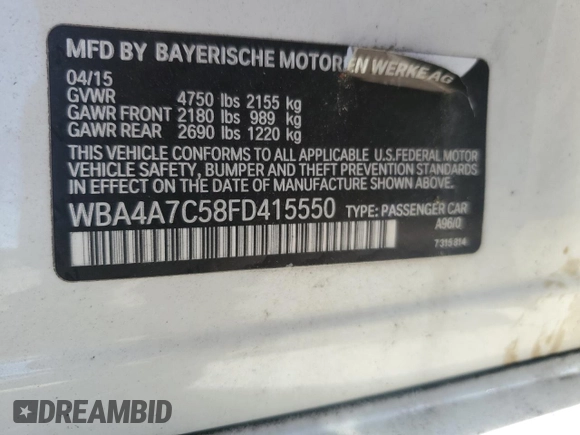 MFD BY BAYERISCHE MOTOREN WERKE AG
04/15
GVWR 4750 lbs 2155 kg
GAWR FRONT 2180 lbs 989 kg
GAWR REAR 2690 lbs 1220 kg
THIS VEHICLE CONFORMS TO ALL APPLICABLE U.S.FEDERAL MOTOR
VEHICLE SAFETY, BUMPER AND THEFT PREVENTION STANDARDS
IN EFFECT ON THE DATE OF MANUFACTURE SHOWN ABOVE.
WBA4A7C58FD415550 TYPE: PASSENGER CAR
A96/0
7315 814
DREAMBID